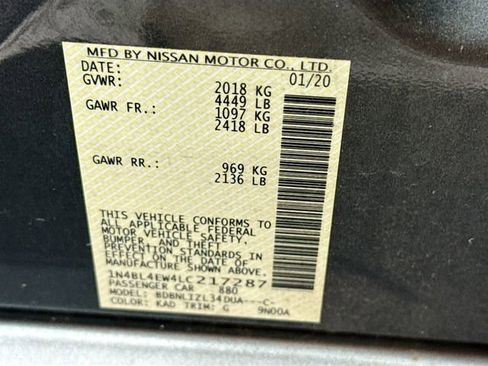 MFD BY NISSAN MOTOR CO., LTD.
DATE: 01/20
GVWR: 2018 KG
4449 LB
GAWR FR.: 1097 KG
2418 LB
GAWR RR.: 969 KG
2136 LB
THIS VEHICLE CONFORMS TO
ALL APPLICABLE FEDERAL
MOTOR VEHICLE SAFETY,
BUMPER, AND THEFT
PREVENTION STANDARDS IN
EFFECT ON THE DATE OF
MANUFACTURE SHOWN ABOVE.
1N4BL4EW4LC217287
PASSENGER CAR 880
MODEL: BDBNLIZL34DUA---C-
COLOR: KAD TRIM: G 9N00A